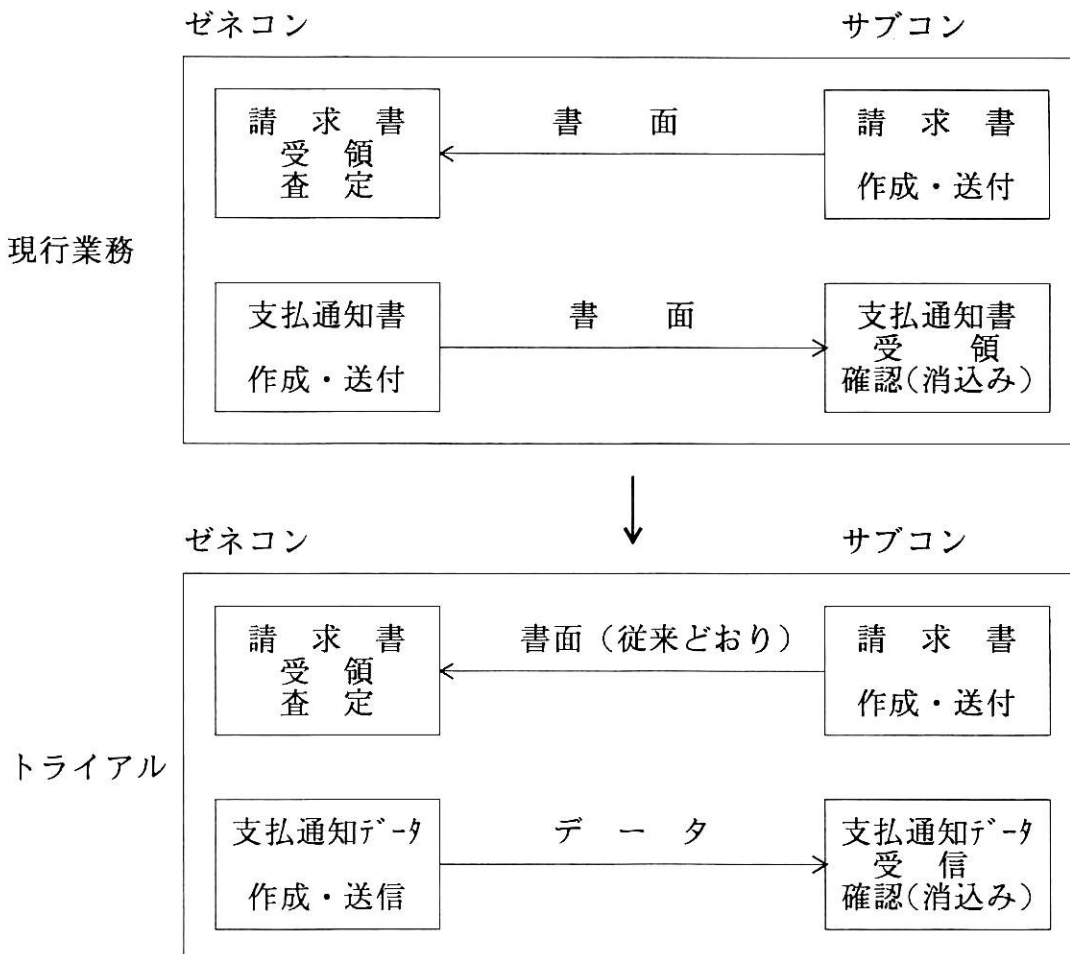 ゼネコン
サブコン
現行業務
請 求 書
受 領
査 定
書 面
請 求 書
作成・送付
支払通知書
作成・送付
書 面
支払通知書
受 領
確認(消込み)
ゼネコン
サブコン
トライアル
請 求 書
受 領
査 定
書面（従来どおり）
請 求 書
作成・送付
支払通知ﾃﾞｰﾀ
作成・送信
デ ー タ
支払通知ﾃﾞｰﾀ
受 信
確認(消込み)